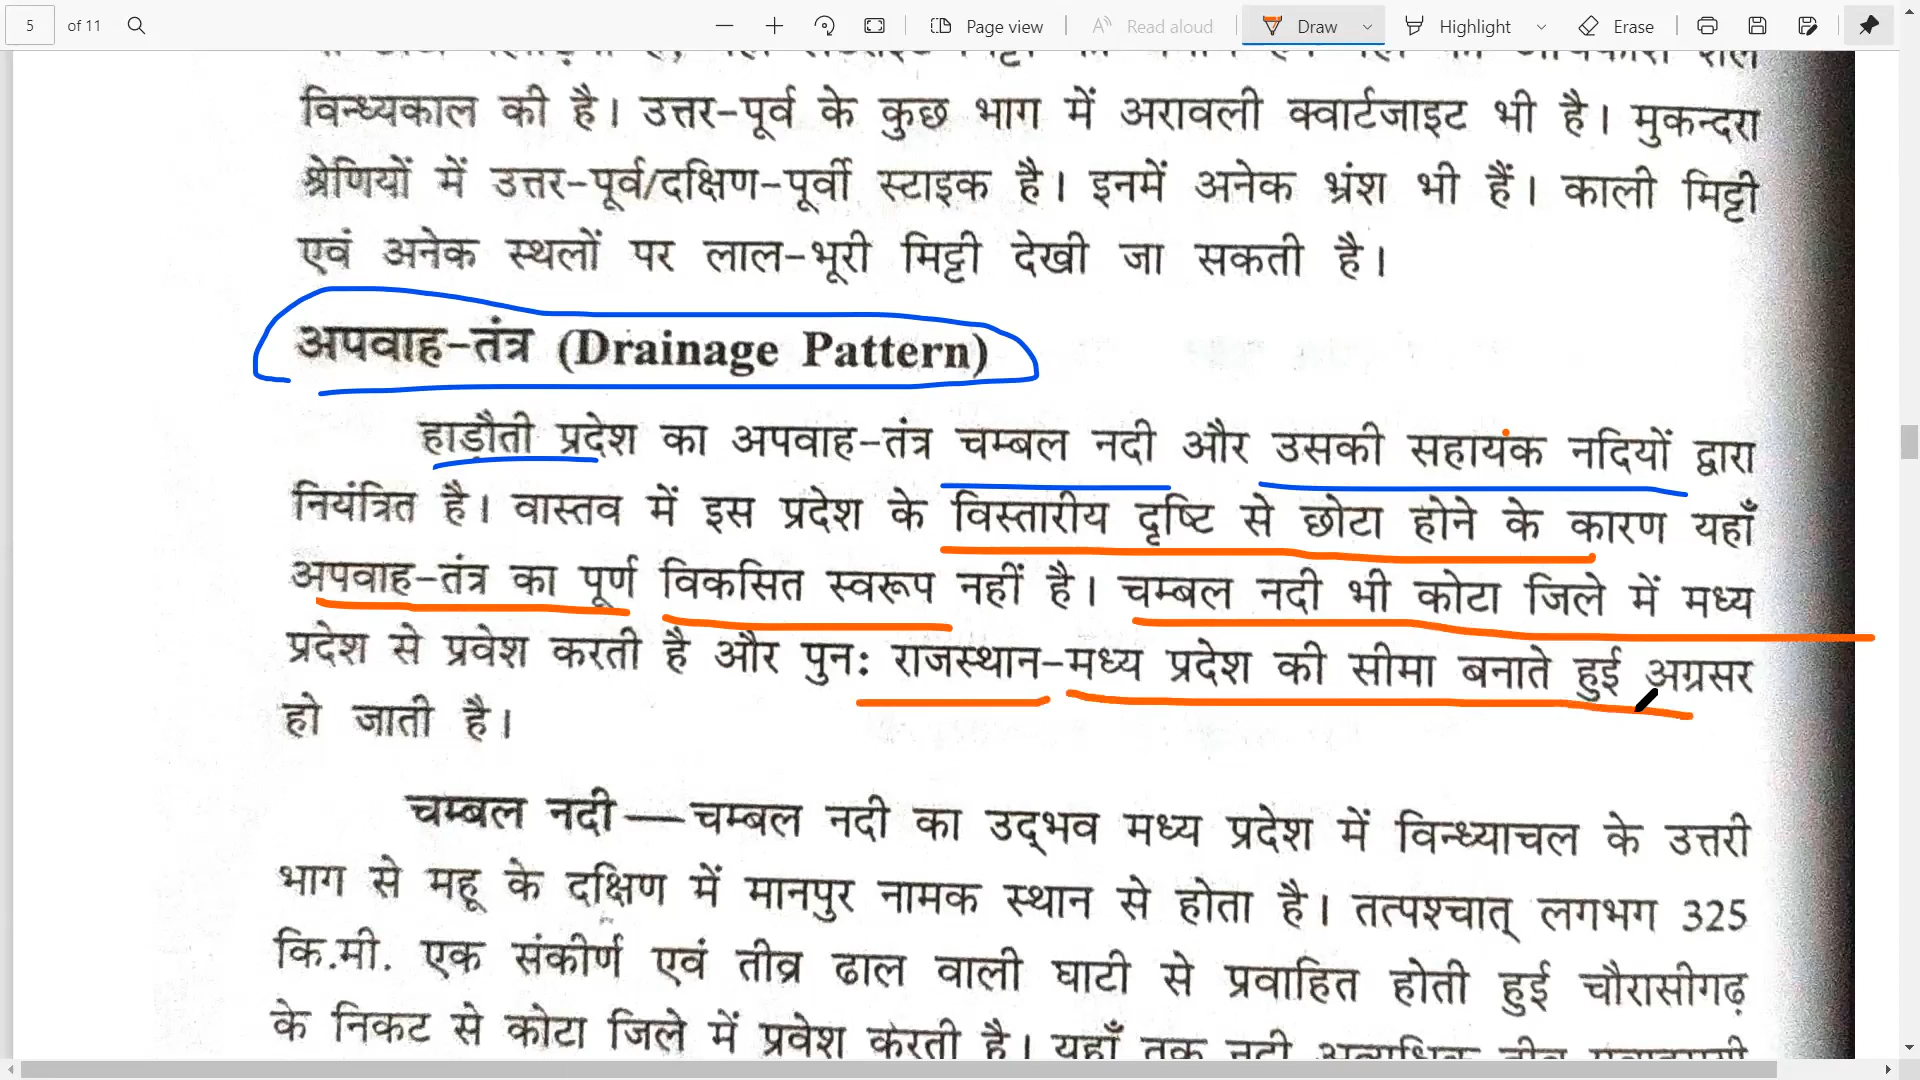 5 of 11 Page view Read aloud Draw Highlight Erase
विन्ध्यकाल की है। उत्तर-पूर्व के कुछ भाग में अरावली क्वार्टजाइट भी है। मुकन्दरा
श्रेणियों में उत्तर-पूर्व/दक्षिण-पूर्वी स्टाइक है। इनमें अनेक भ्रंश भी हैं। काली मिट्टी
एवं अनेक स्थलों पर लाल-भूरी मिट्टी देखी जा सकती है।
अपवाह-तंत्र (Drainage Pattern)
हाड़ौती प्रदेश का अपवाह-तंत्र चम्बल नदी और उसकी सहायक नदियों द्वारा
नियंत्रित है। वास्तव में इस प्रदेश के विस्तारीय दृष्टि से छोटा होने के कारण यहाँ
अपवाह-तंत्र का पूर्ण विकसित स्वरूप नहीं है। चम्बल नदी भी कोटा जिले में मध्य
प्रदेश से प्रवेश करती है और पुनः राजस्थान-मध्य प्रदेश की सीमा बनाते हुई अग्रसर
हो जाती है।
चम्बल नदी—चम्बल नदी का उद्भव मध्य प्रदेश में विन्ध्याचल के उत्तरी
भाग से महू के दक्षिण में मानपुर नामक स्थान से होता है। तत्पश्चात् लगभग 325
कि.मी. एक संकीर्ण एवं तीव्र ढाल वाली घाटी से प्रवाहित होती हुई चौरासीगढ़
के निकट से कोटा जिले में प्रवेश करती है। यहाँ तक नदी